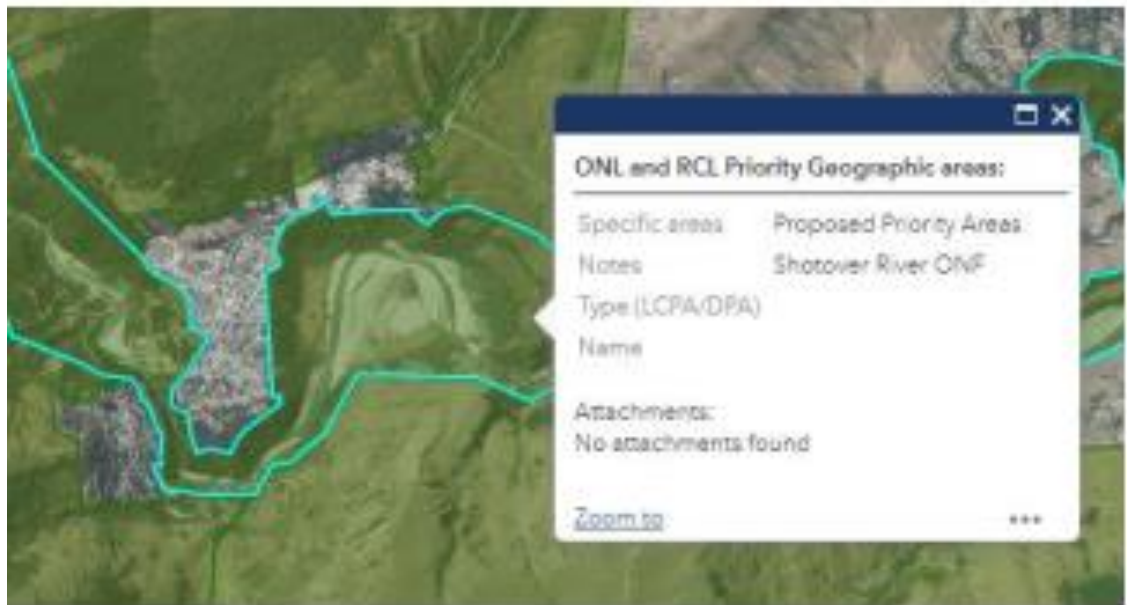 ONL and RCL Priority Geographic areas:
Specific areas Proposed Priority Areas
Notes Shotover River ONF
Type (LCPA/DPA)
Name
Attachments:
No attachments found
Zoom to